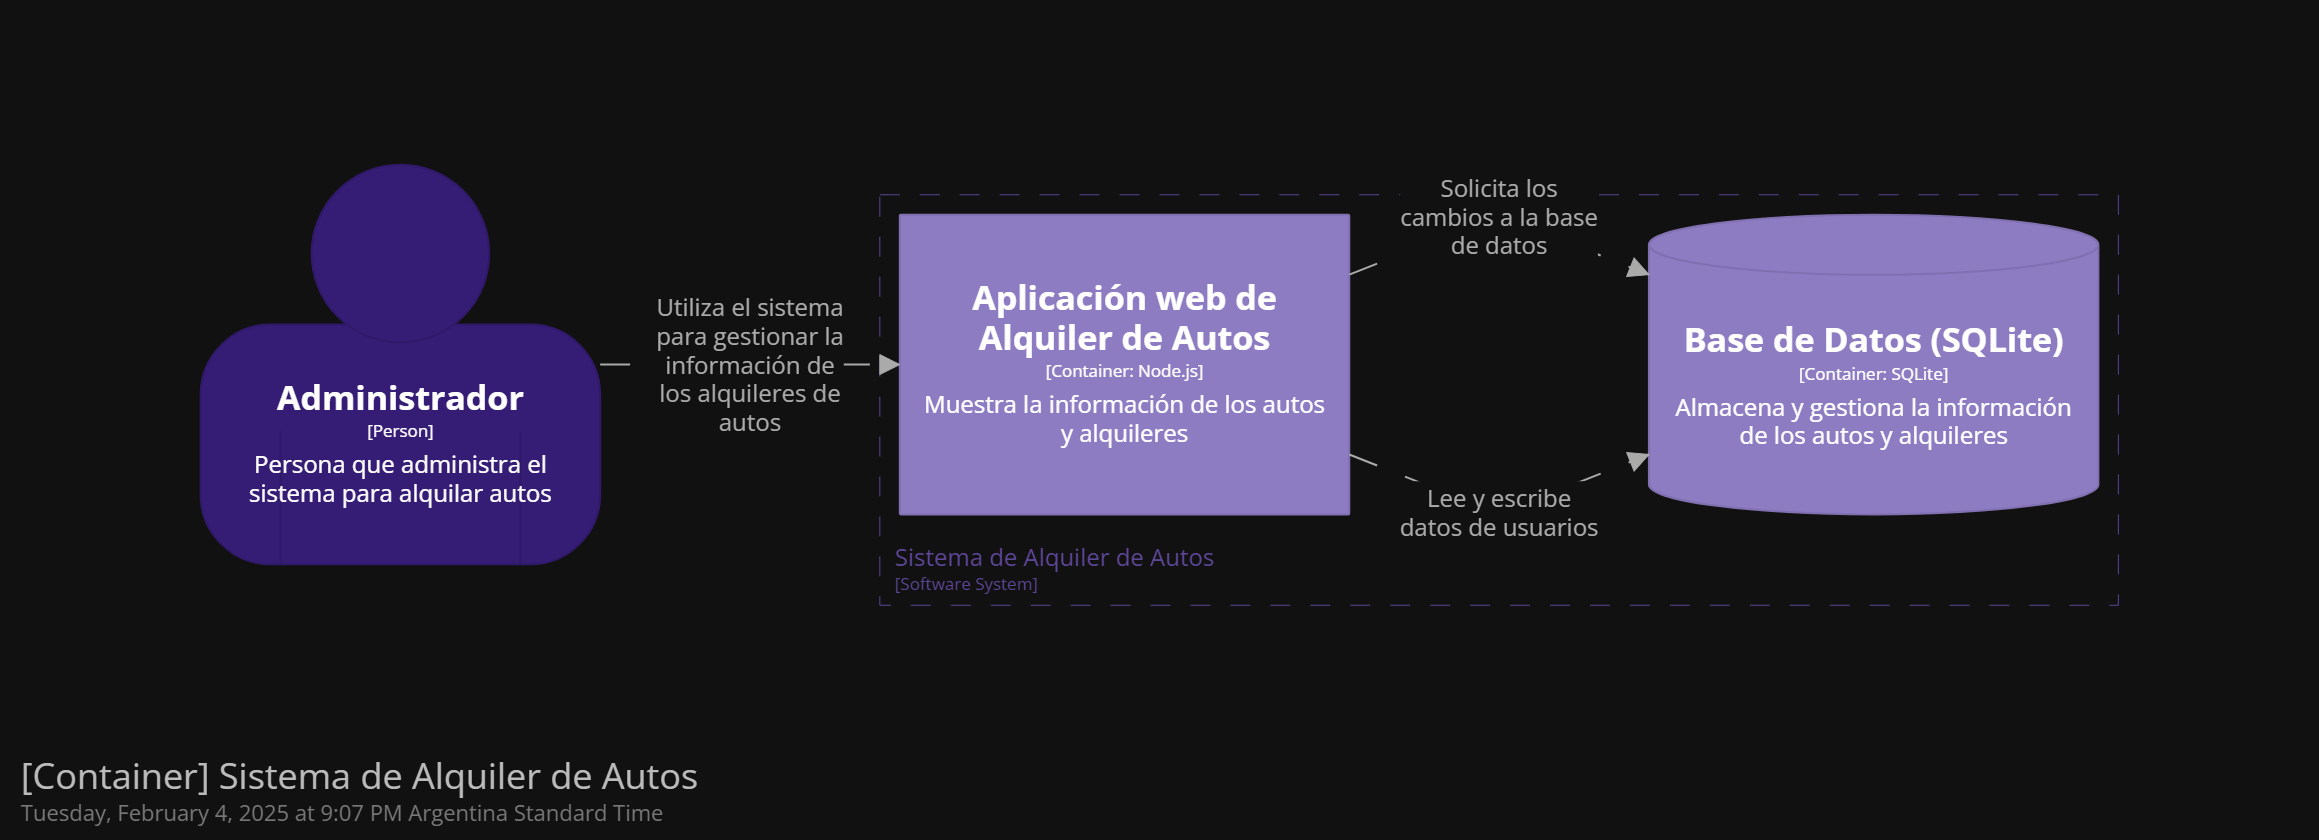 Administrador
[Person]
Persona que administra el
sistema para alquilar autos
Utiliza el sistema
para gestionar la
información de
los alquileres de
autos
Aplicación web de
Alquiler de Autos
[Container: Node.js]
Muestra la información de los autos
y alquileres
Solicita los
cambios a la base
de datos
Lee y escribe
datos de usuarios
Base de Datos (SQLite)
[Container: SQLite]
Almacena y gestiona la información
de los autos y alquileres
Sistema de Alquiler de Autos
[Software System]
[Container] Sistema de Alquiler de Autos
Tuesday, February 4, 2025 at 9:07 PM Argentina Standard Time